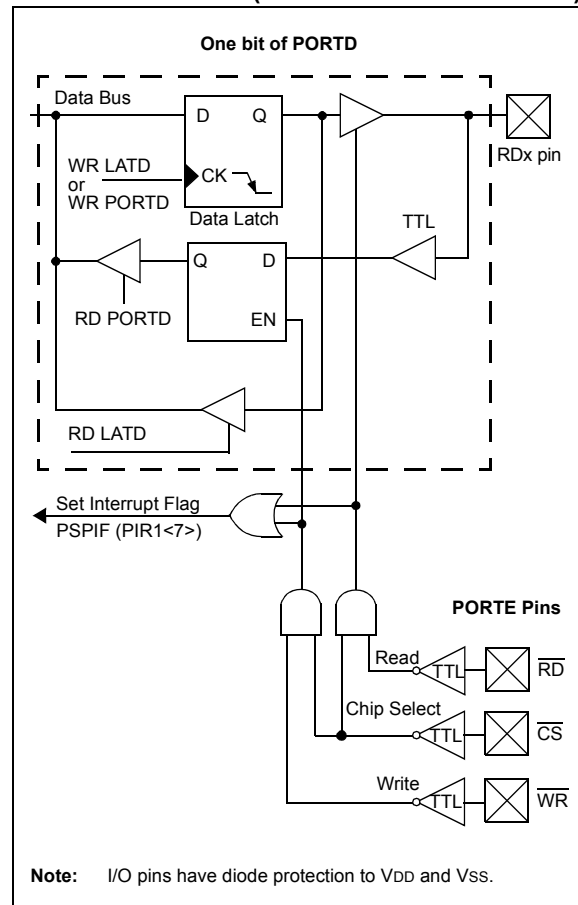 One bit of PORTD
Data Bus
D Q
RDx pin
WR LATD
or
WR PORTD
CK
Data Latch
TTL
Q D
EN
RD PORTD
RD LATD
Set Interrupt Flag
PSPIF (PIR1<7>)
PORTE Pins
Read
TTL
RD
Chip Select
TTL
CS
Write
TTL
WR
Note: I/O pins have diode protection to VDD and VSS.